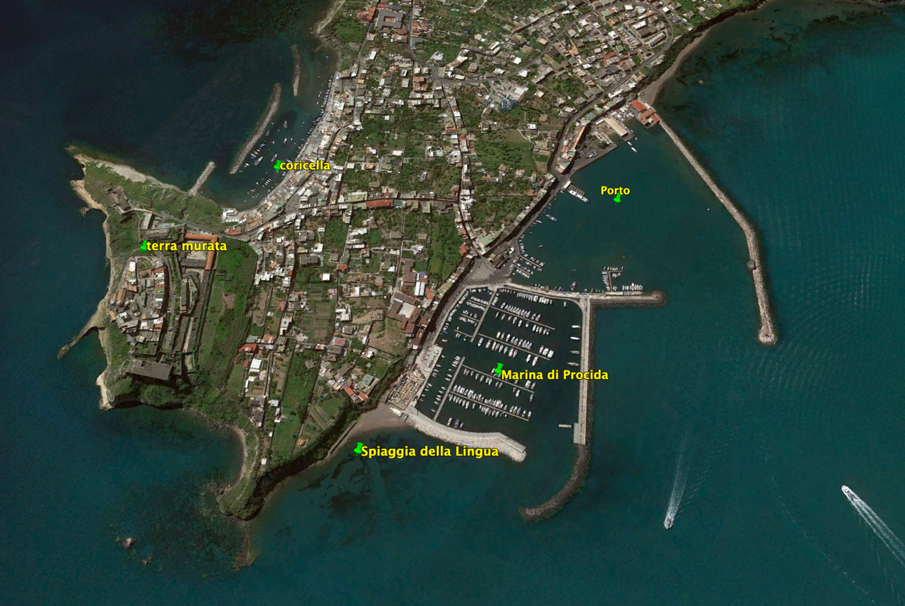 coricella
Porto
terra murata
Marina di Procida
Spiaggia della Lingua